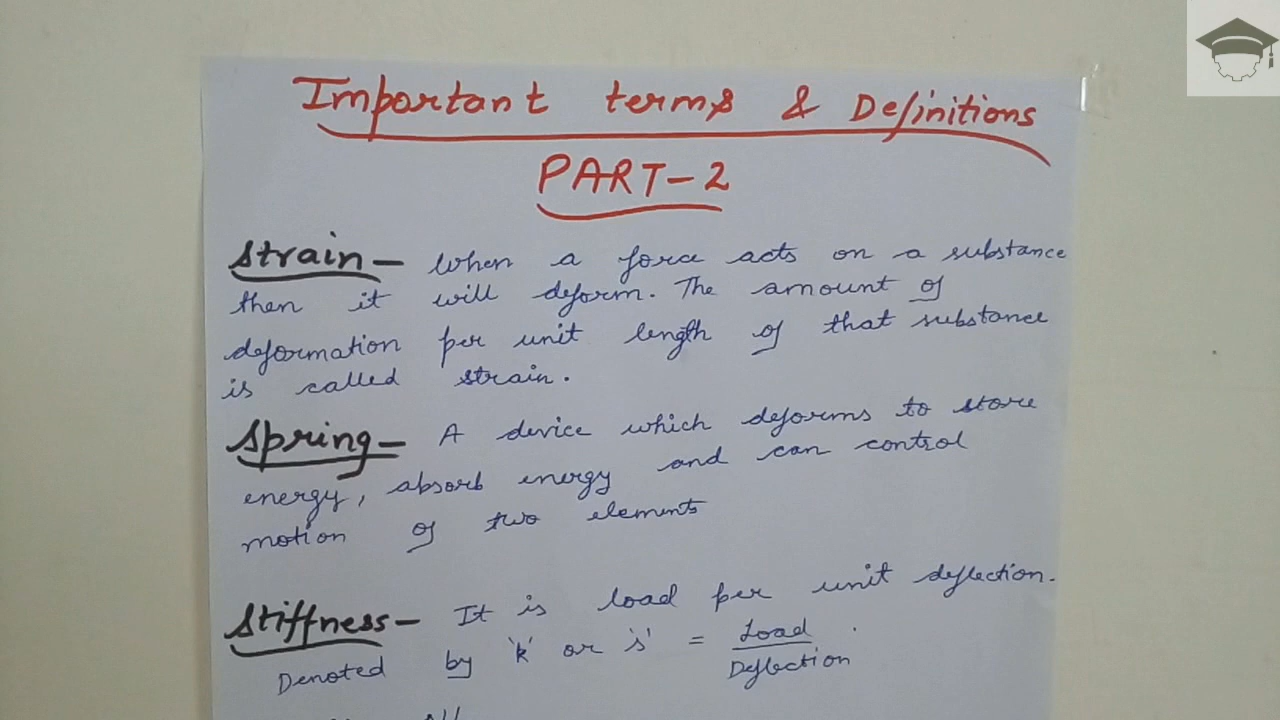 Important terms & Definitions
PART-2
Strain- When a force acts on a substance
then it will deform. The amount of
deformation per unit length of that substance
is called strain.
Spring- A device which deforms to store
energy, absorb energy and can control
motion of two elements
Stiffness- It is load per unit deflection.
Denoted by 'k' or 's' = Load
Deflection